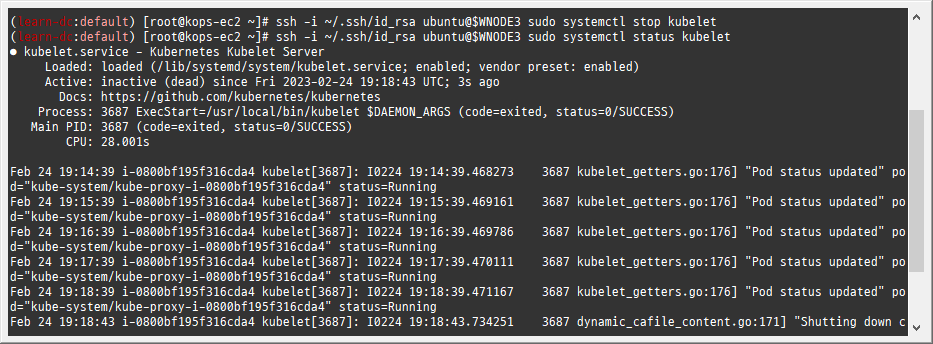 (learn-dr:default) [root@kops-ec2 ~]# ssh -i ~/.ssh/id_rsa ubuntu@$WNODE3 sudo systemctl stop kubelet
(learn-dr:default) [root@kops-ec2 ~]# ssh -i ~/.ssh/id_rsa ubuntu@$WNODE3 sudo systemctl status kubelet
● kubelet.service - Kubernetes Kubelet Server
Loaded: loaded (/lib/systemd/system/kubelet.service; enabled; vendor preset: enabled)
Active: inactive (dead) since Fri 2023-02-24 19:18:43 UTC; 3s ago
Docs: https://github.com/kubernetes/kubernetes
Process: 3687 ExecStart=/usr/local/bin/kubelet $DAEMON_ARGS (code=exited, status=0/SUCCESS)
Main PID: 3687 (code=exited, status=0/SUCCESS)
CPU: 28.001s
Feb 24 19:14:39 i-0800bf195f316cda4 kubelet[3687]: I0224 19:14:39.468273    3687 kubelet_getters.go:176] "Pod status updated" po
d="kube-system/kube-proxy-i-0800bf195f316cda4" status=Running
Feb 24 19:15:39 i-0800bf195f316cda4 kubelet[3687]: I0224 19:15:39.469161    3687 kubelet_getters.go:176] "Pod status updated" po
d="kube-system/kube-proxy-i-0800bf195f316cda4" status=Running
Feb 24 19:16:39 i-0800bf195f316cda4 kubelet[3687]: I0224 19:16:39.469786    3687 kubelet_getters.go:176] "Pod status updated" po
d="kube-system/kube-proxy-i-0800bf195f316cda4" status=Running
Feb 24 19:17:39 i-0800bf195f316cda4 kubelet[3687]: I0224 19:17:39.470111    3687 kubelet_getters.go:176] "Pod status updated" po
d="kube-system/kube-proxy-i-0800bf195f316cda4" status=Running
Feb 24 19:18:39 i-0800bf195f316cda4 kubelet[3687]: I0224 19:18:39.471167    3687 kubelet_getters.go:176] "Pod status updated" po
d="kube-system/kube-proxy-i-0800bf195f316cda4" status=Running
Feb 24 19:18:43 i-0800bf195f316cda4 kubelet[3687]: I0224 19:18:43.734251    3687 dynamic_cafile_content.go:171] "Shutting down c